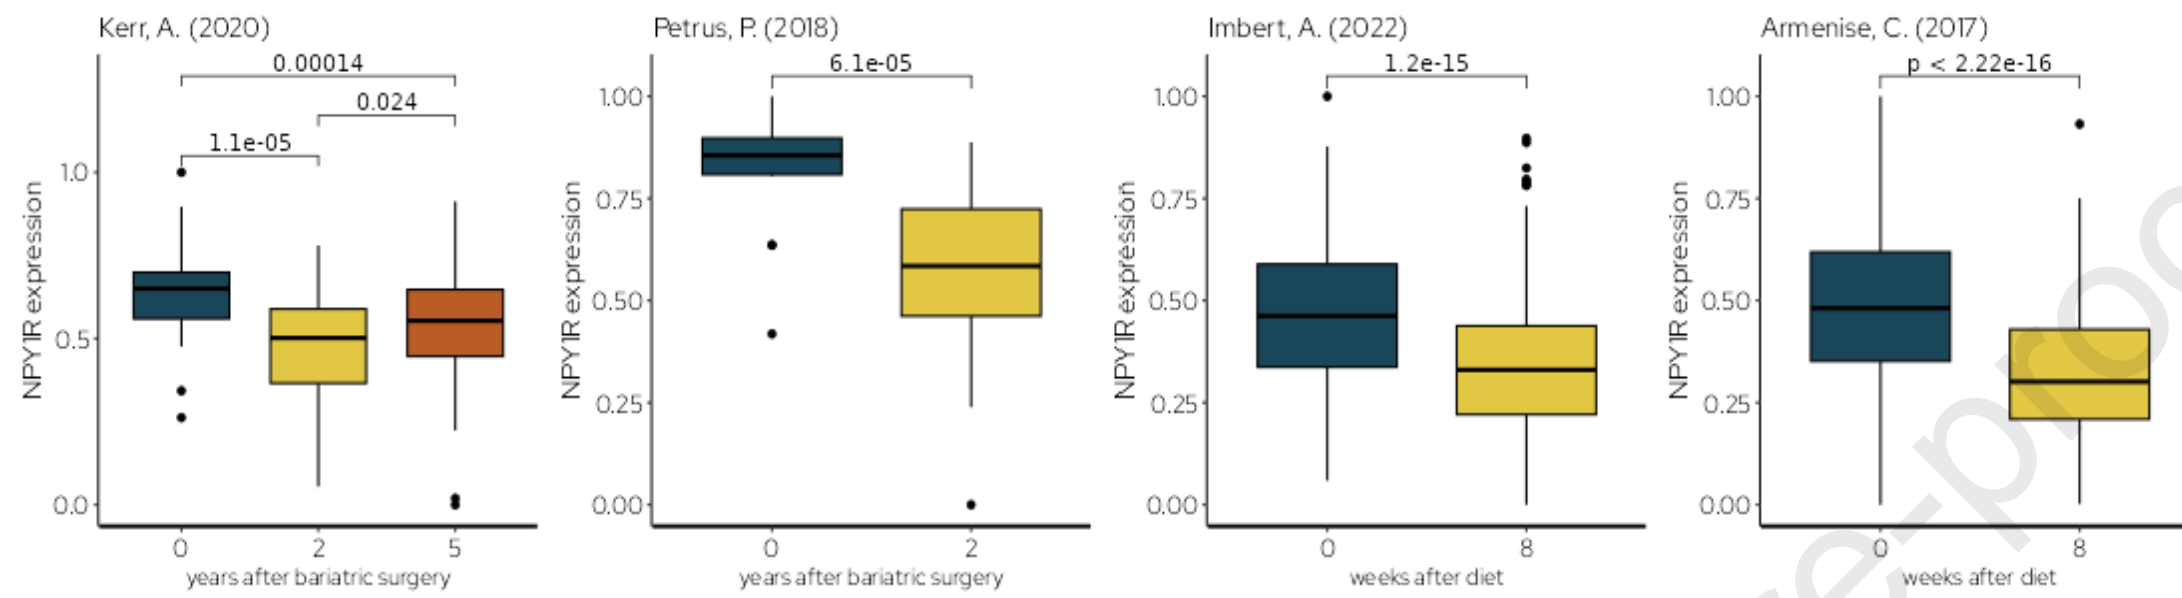 Kerr, A. (2020)
0.00014
0.024
1.1e-05
1.0
0.5
0.0
NPY1R expression
0
2
5
years after bariatric surgery
Petrus, P. (2018)
6.1e-05
1.00
0.75
0.50
0.25
0.00
NPY1R expression
0
2
years after bariatric surgery
Imbert, A. (2022)
1.2e-15
1.00
0.75
0.50
0.25
0.00
NPY1R expression
0
8
weeks after diet
Armenise, C. (2017)
p < 2.22e-16
1.00
0.75
0.50
0.25
0.00
NPY1R expression
0
8
weeks after diet
re-proo